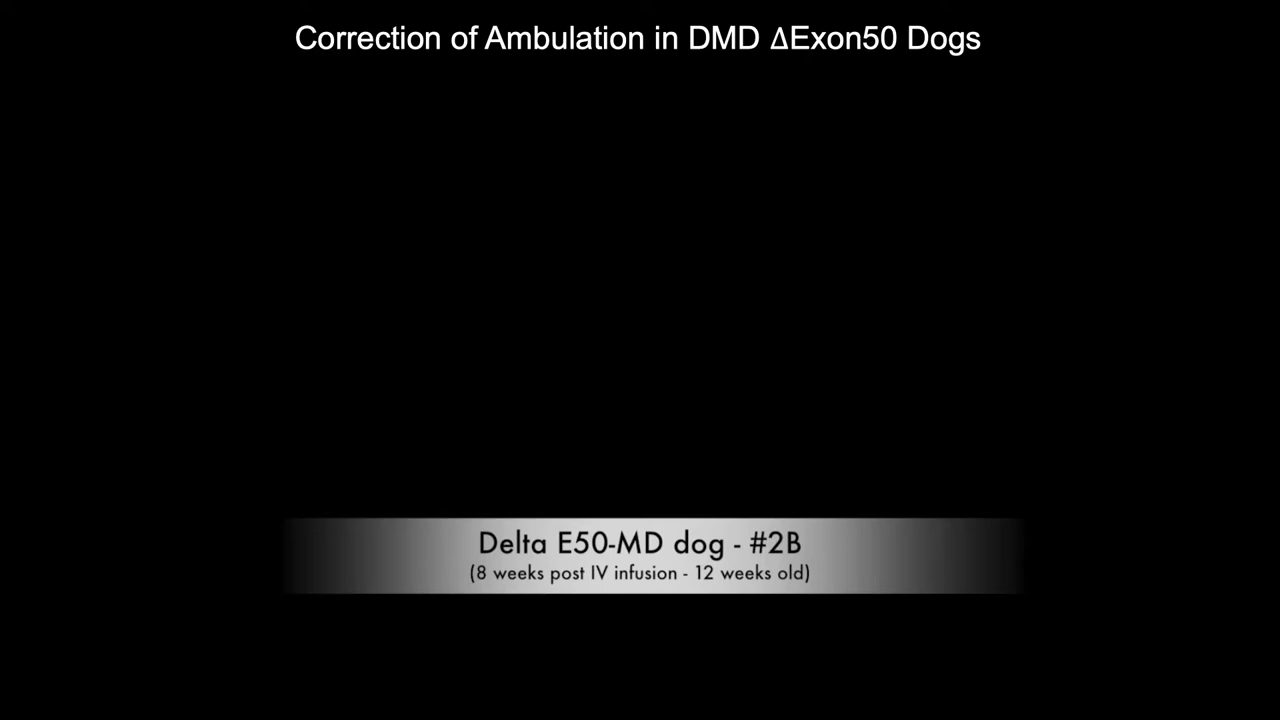 Correction of Ambulation in DMD ΔExon50 Dogs
Delta E50-MD dog - #2B
(8 weeks post IV infusion - 12 weeks old)